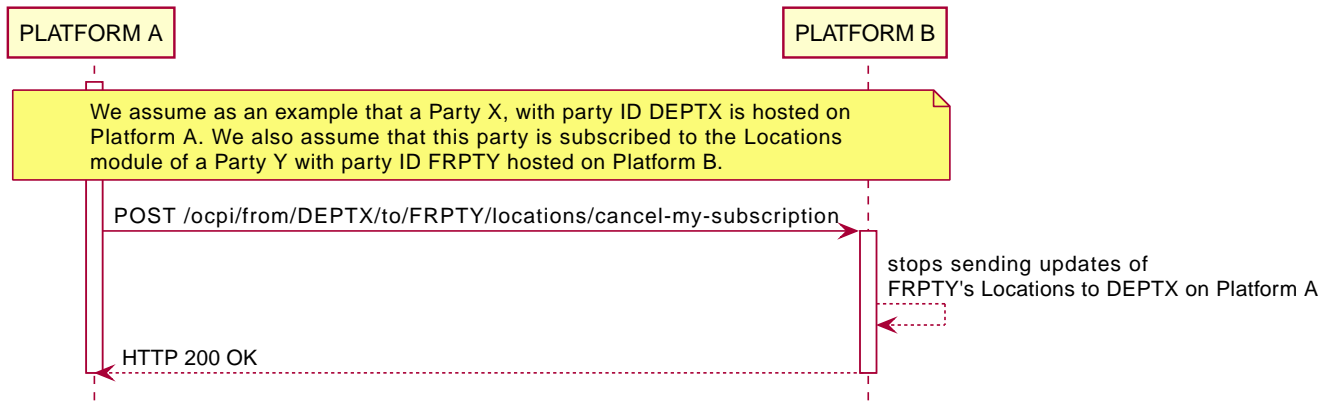 PLATFORM A
PLATFORM B
We assume as an example that a Party X, with party ID DEPTX is hosted on
Platform A. We also assume that this party is subscribed to the Locations
module of a Party Y with party ID FRPTY hosted on Platform B.
POST /ocpi/from/DEPTX/to/FRPTY/locations/cancel-my-subscription
stops sending updates of
FRPTY's Locations to DEPTX on Platform A
HTTP 200 OK